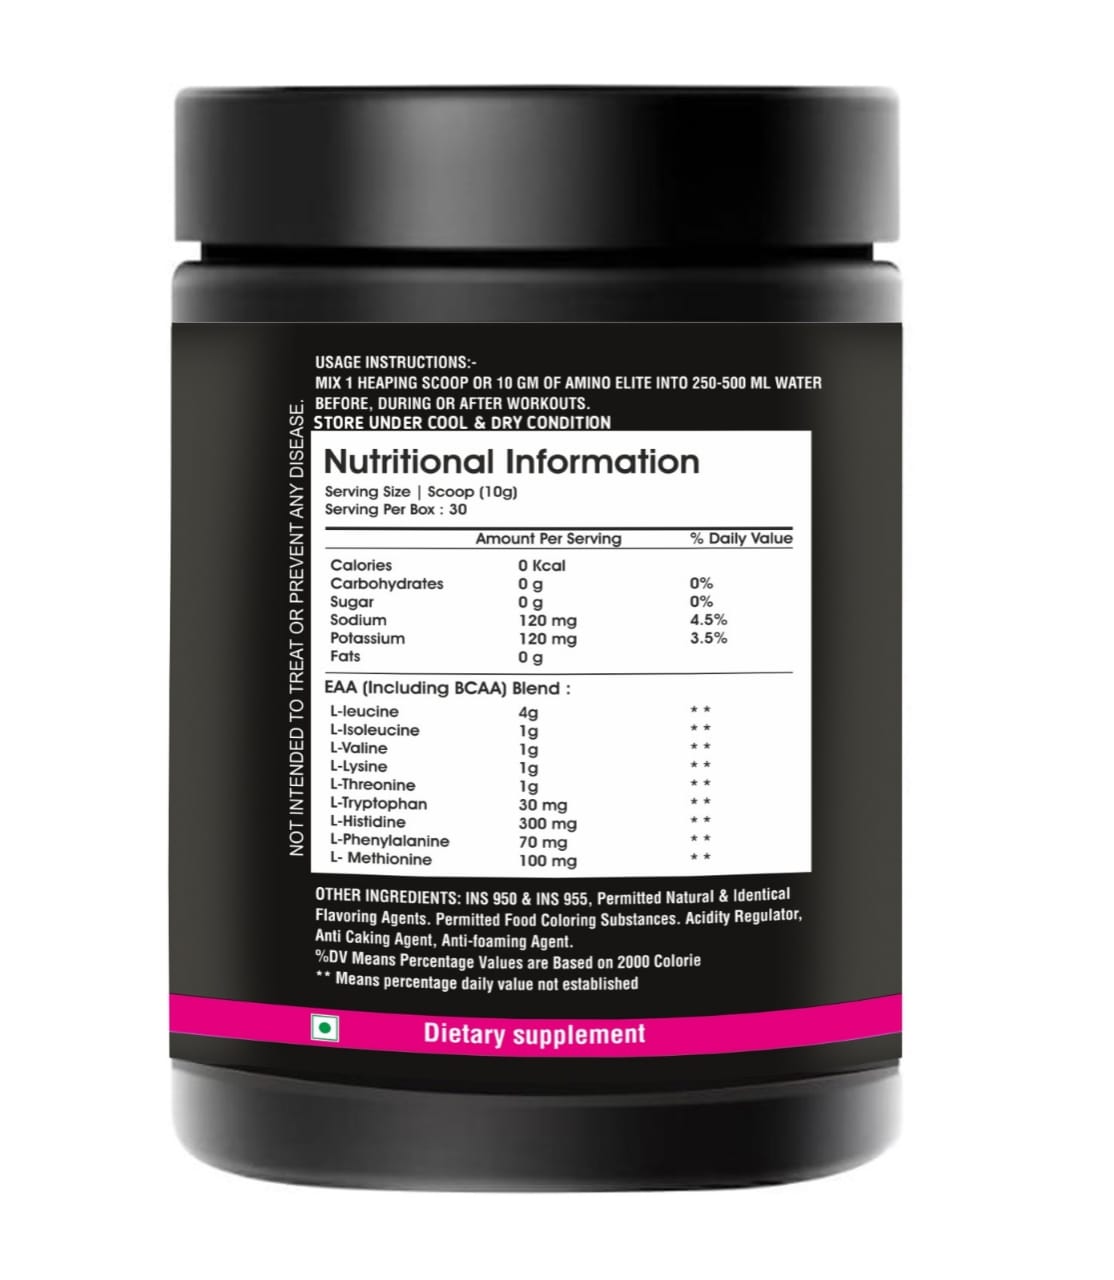 USAGE INSTRUCTIONS:-
MIX 1 HEAPING SCOOP OR 10 GM OF AMINO ELITE INTO 250-500 ML WATER
BEFORE, DURING OR AFTER WORKOUTS.
STORE UNDER COOL & DRY CONDITION
NOT INTENDED TO TREAT OR PREVENT ANY DISEASE.
Nutritional Information
Serving Size | Scoop (10g)
Serving Per Box : 30
Amount Per Serving % Daily Value
Calories 0 Kcal
Carbohydrates 0 g 0%
Sugar 0 g 0%
Sodium 120 mg 4.5%
Potassium 120 mg 3.5%
Fats 0 g
EAA (Including BCAA) Blend :
L-leucine 4g **
L-Isoleucine 1g **
L-Valine 1g **
L-Lysine 1g **
L-Threonine 1g **
L-Tryptophan 30 mg **
L-Histidine 300 mg **
L-Phenylalanine 70 mg **
L- Methionine 100 mg **
OTHER INGREDIENTS: INS 950 & INS 955, Permitted Natural & Identical
Flavoring Agents. Permitted Food Coloring Substances. Acidity Regulator,
Anti Caking Agent, Anti-foaming Agent.
%DV Means Percentage Values are Based on 2000 Calorie
** Means percentage daily value not established
Dietary supplement